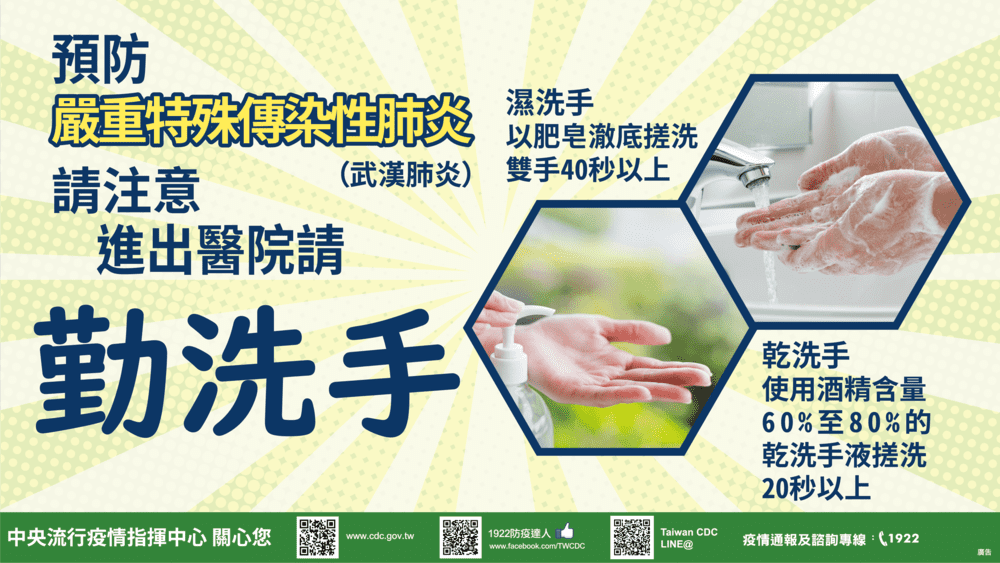 預防
嚴重特殊傳染性肺炎
（武漢肺炎）
請注意
進出醫院請
勤洗手
濕洗手
以肥皂澈底搓洗
雙手40秒以上
乾洗手
使用酒精含量
60%至80%的
乾洗手液搓洗
20秒以上
中央流行疫情指揮中心 關心您
www.cdc.gov.tw
1922防疫達人
www.facebook.com/TWCDC
Taiwan CDC
LINE@
疫情通報及諮詢專線：1922
廣告